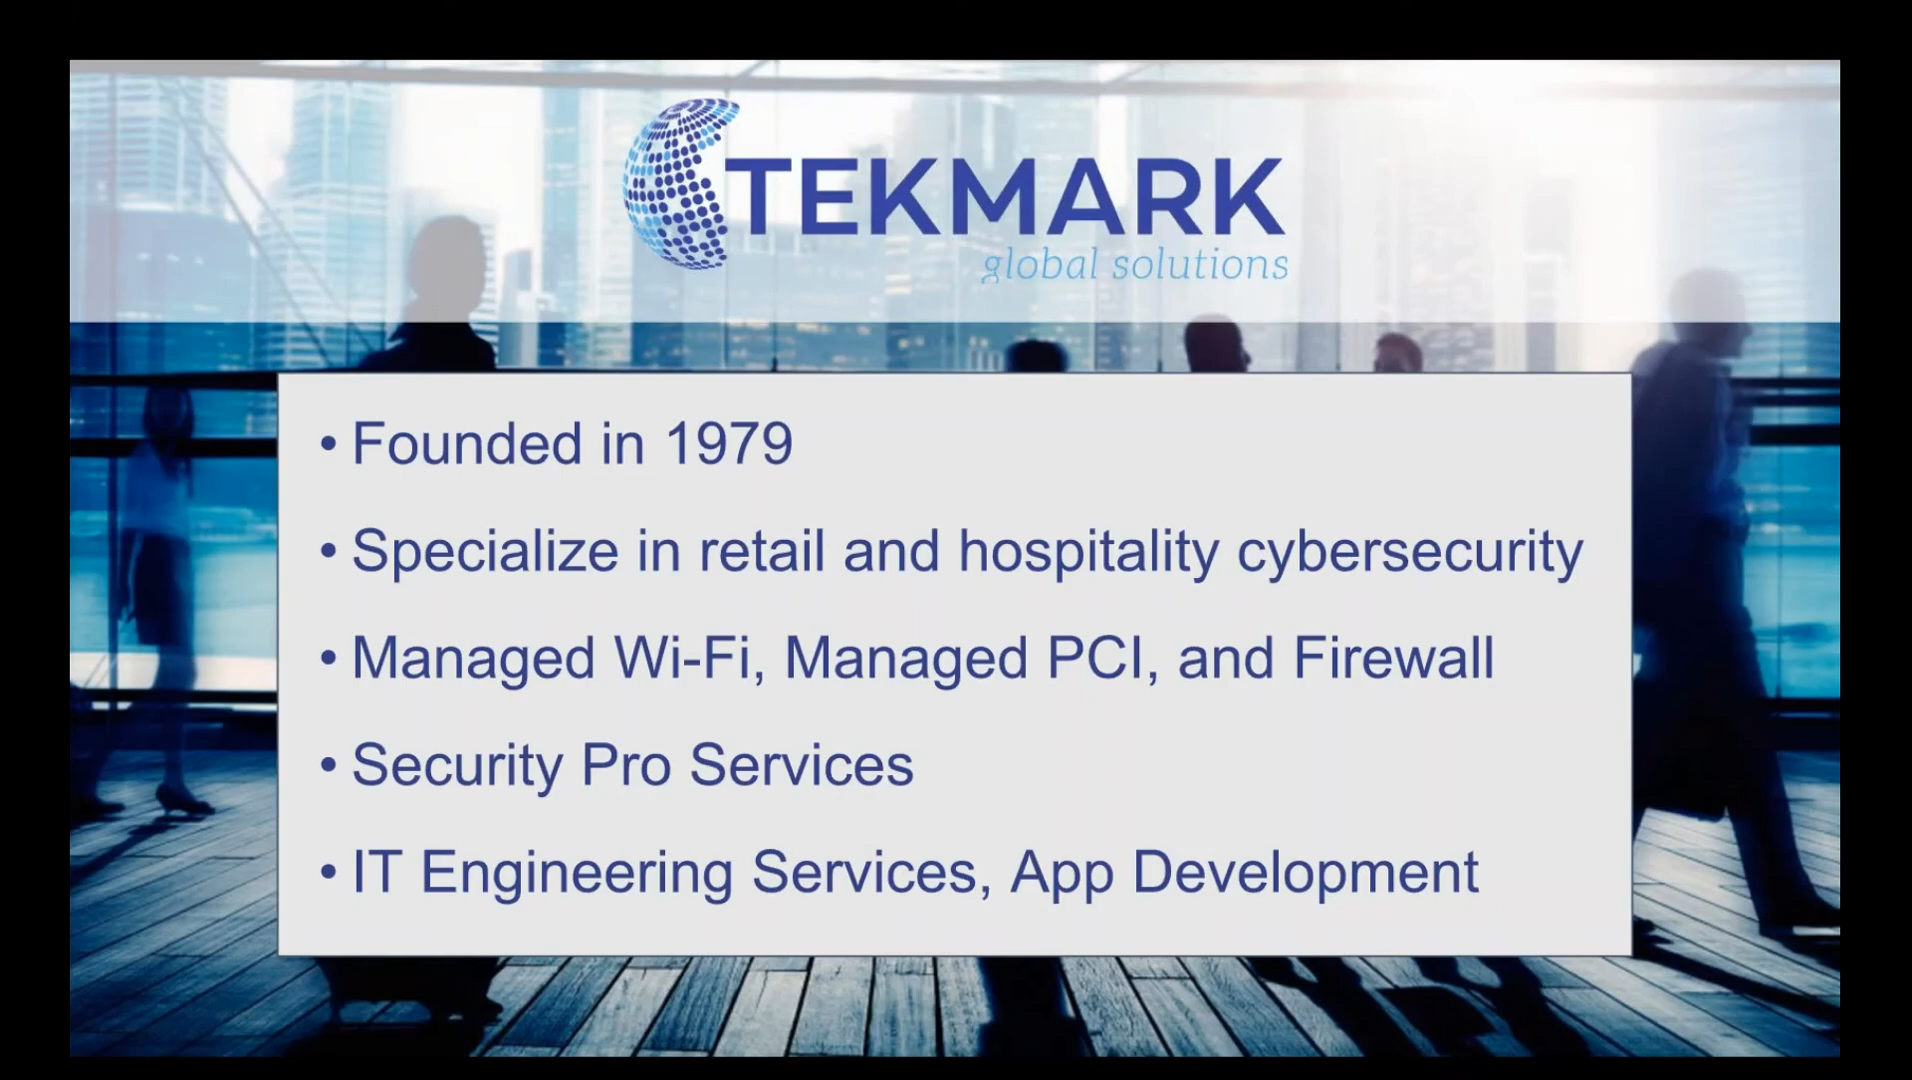 TEKMARK
global solutions
• Founded in 1979
• Specialize in retail and hospitality cybersecurity
• Managed Wi-Fi, Managed PCI, and Firewall
• Security Pro Services
• IT Engineering Services, App Development